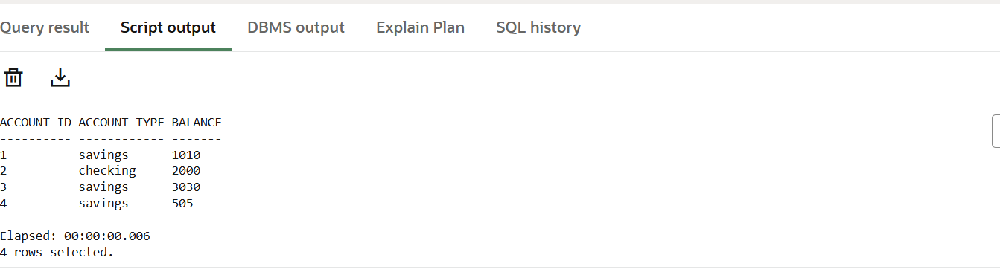 Query result Script output DBMS output Explain Plan SQL history
ACCOUNT_ID ACCOUNT_TYPE BALANCE
---------- ------------ -------
1          savings      1010
2          checking     2000
3          savings      3030
4          savings      505
Elapsed: 00:00:00.006
4 rows selected.